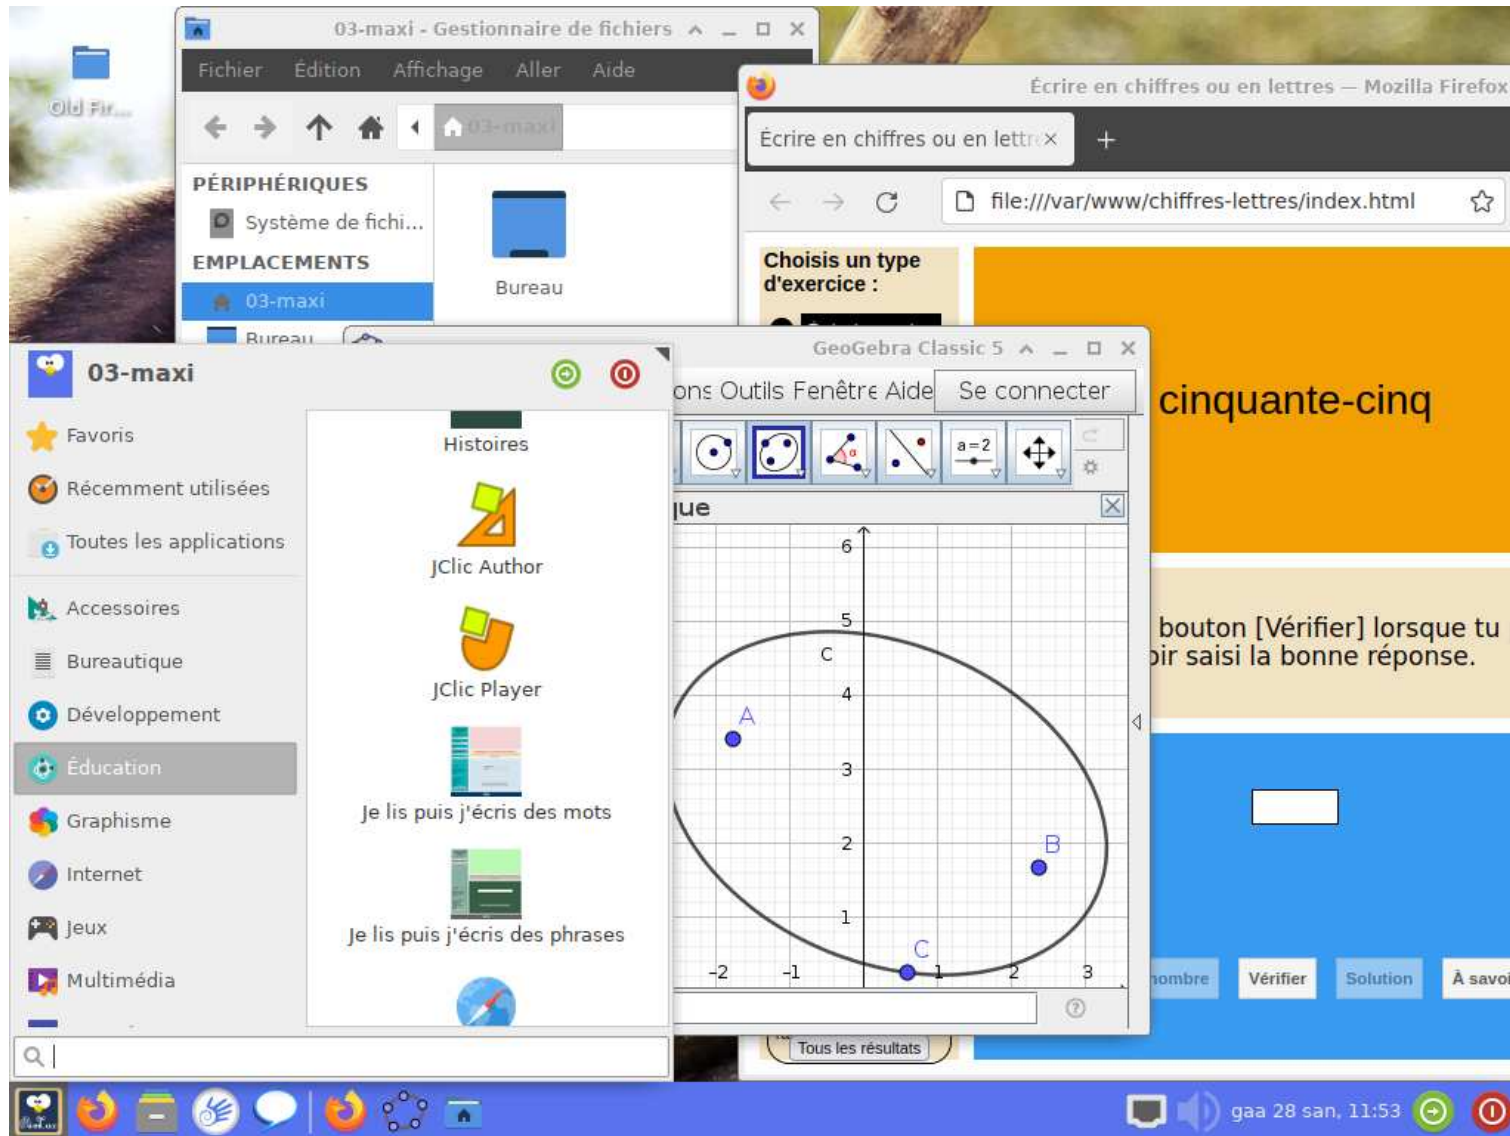 Old Fir...
03-maxi - Gestionnaire de fichiers
Fichier Édition Affichage Aller Aide
03-maxi
PÉRIPHÉRIQUES
Système de fichi...
EMPLACEMENTS
03-maxi
Bureau
Bureau
Écrire en chiffres ou en lettres — Mozilla Firefox
Écrire en chiffres ou en lettr
file:///var/www/chiffres-lettres/index.html
Choisis un type
d'exercice :
cinquante-cinq
bouton [Vérifier] lorsque tu
oir saisi la bonne réponse.
nombre
Vérifier
Solution
À savoi
Tous les résultats
GeoGebra Classic 5
ons Outils Fenêtre Aide
Se connecter
α
a=2
que
6
5
C
4
A
3
2
B
1
C
-2 -1 1 2 3
03-maxi
Favoris
Récemment utilisées
Toutes les applications
Accessoires
Bureautique
Développement
Éducation
Graphisme
Internet
Jeux
Multimédia
Histoires
JClic Author
JClic Player
Je lis puis j'écris des mots
Je lis puis j'écris des phrases
gaa 28 san, 11:53